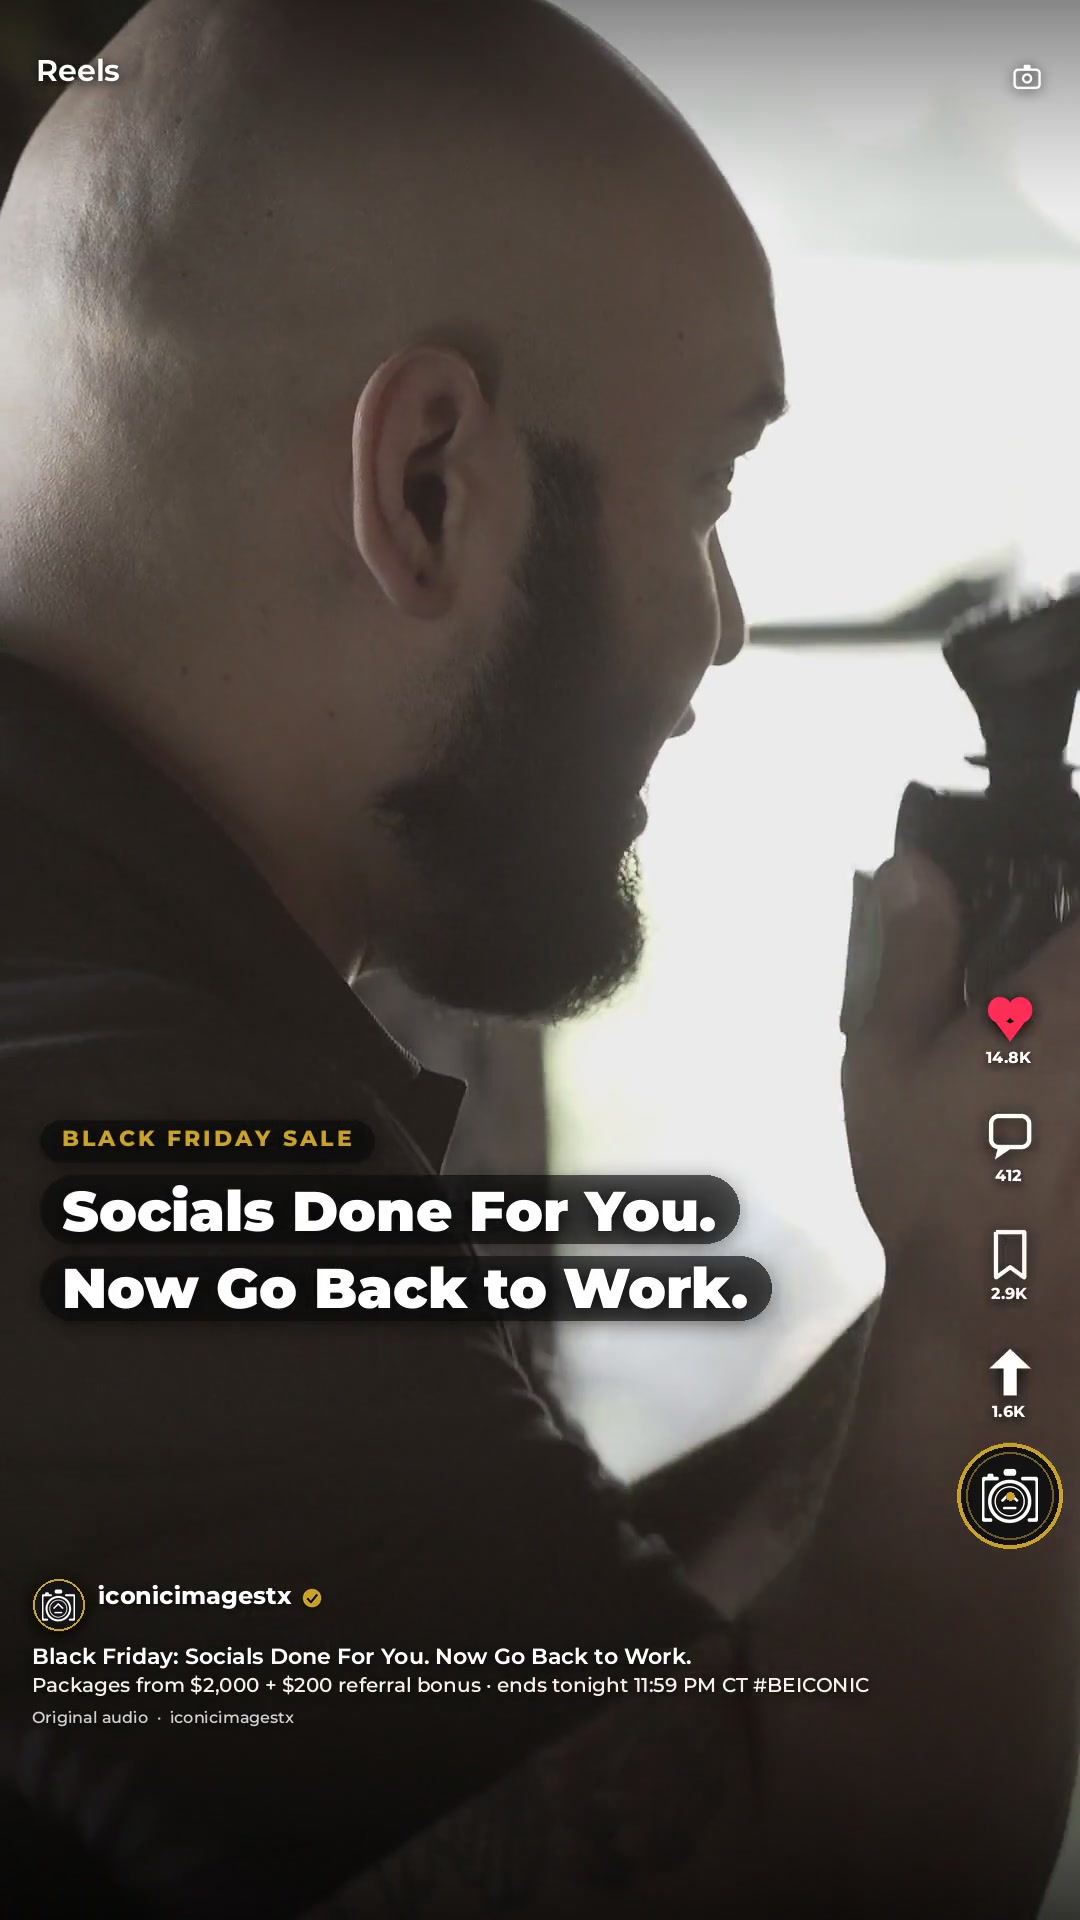 Reels
BLACK FRIDAY SALE
Socials Done For You.
Now Go Back to Work.
14.8K
412
2.9K
1.6K
iconicimagestx
Black Friday: Socials Done For You. Now Go Back to Work.
Packages from $2,000 + $200 referral bonus · ends tonight 11:59 PM CT #BEICONIC
Original audio · iconicimagestx